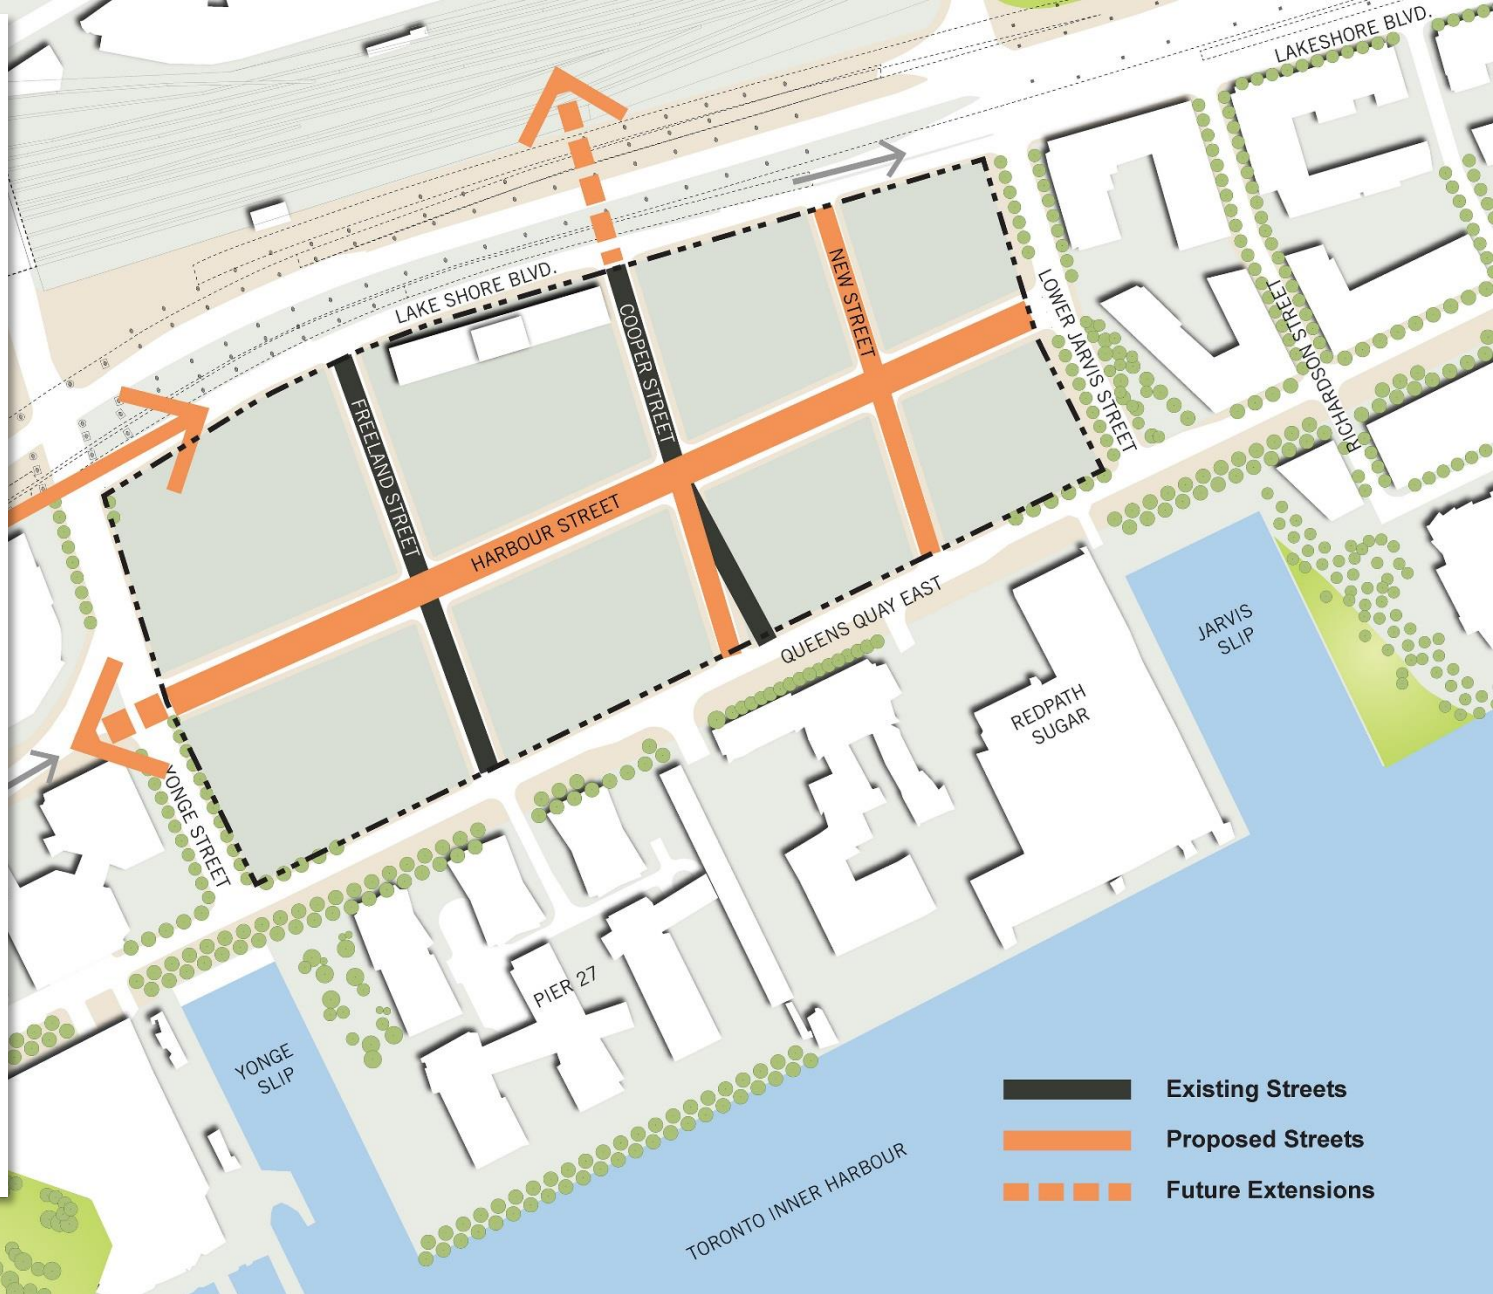 LAKESHORE BLVD.
LAKE SHORE BLVD.
NEW STREET
COOPER STREET
LOWER JARVIS STREET
RICHARDSON STREET
FREELAND STREET
HARBOUR STREET
QUEENS QUAY EAST
JARVIS
SLIP
REDPATH
SUGAR
YONGE STREET
PIER 27
YONGE
SLIP
TORONTO INNER HARBOUR
Existing Streets
Proposed Streets
Future Extensions